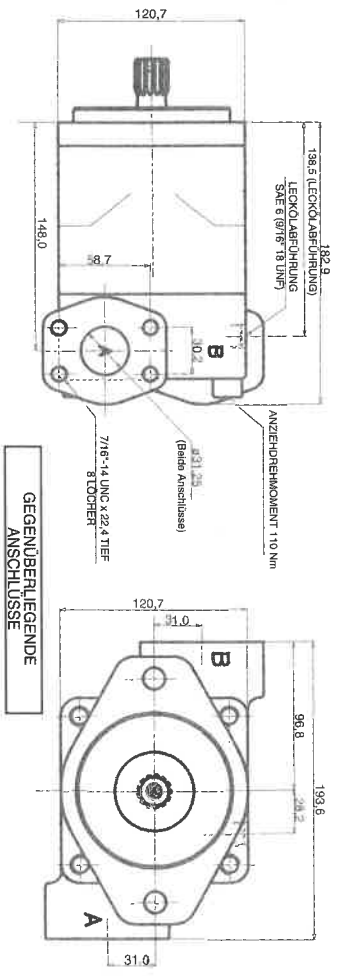 120,7
182,9
138,5 (LECKÖLABFÜHRUNG)
LECKÖLABFÜHRUNG
SAE 6 (9/16" 18 UNF)
148,0
58.7
30.2
A
B
ANZIEHDREHMOMENT 110 Nm
ø31.25
(Beide Anschlüsse)
7/16"-14 UNC x 22,4 TIEF
8 LÖCHER
GEGENÜBERLIEGENDE
ANSCHLÜSSE
120,7
31.0
B
96,8
193,6
28.2
A
31.0